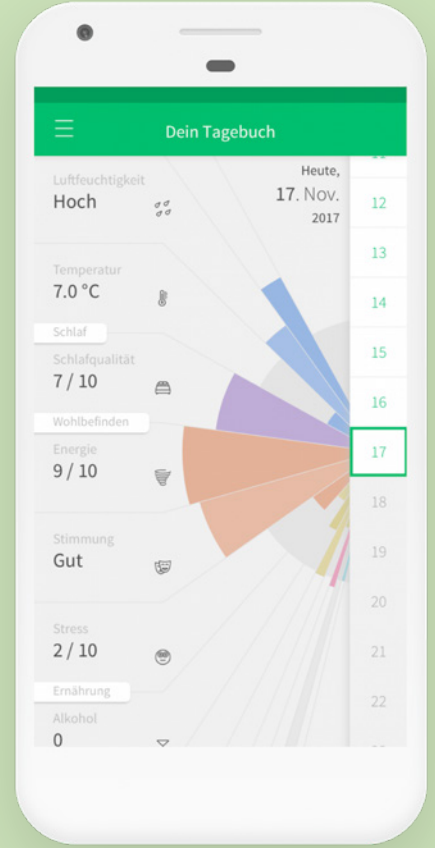 Dein Tagebuch
Heute,
17. Nov.
2017
Luftfeuchtigkeit
Hoch
Temperatur
7.0 °C
Schlaf
Schlafqualität
7 / 10
Wohlbefinden
Energie
9 / 10
Stimmung
Gut
Stress
2 / 10
Ernährung
Alkohol
0
12
13
14
15
16
17
18
19
20
21
22